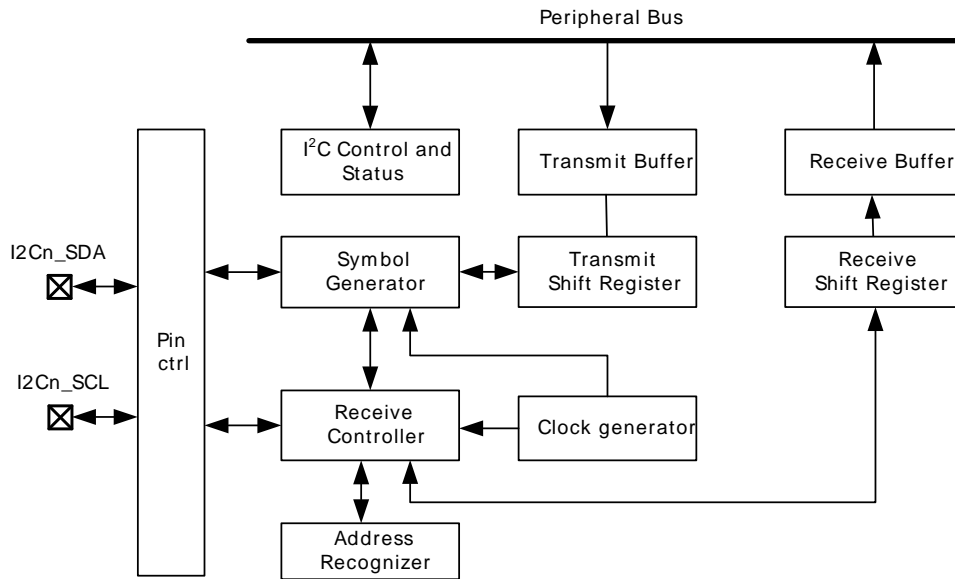 Peripheral Bus
I²C Control and
Status
Transmit Buffer
Receive Buffer
I2Cn_SDA
Symbol
Generator
Transmit
Shift Register
Receive
Shift Register
Pin
ctrl
I2Cn_SCL
Receive
Controller
Clock generator
Address
Recognizer